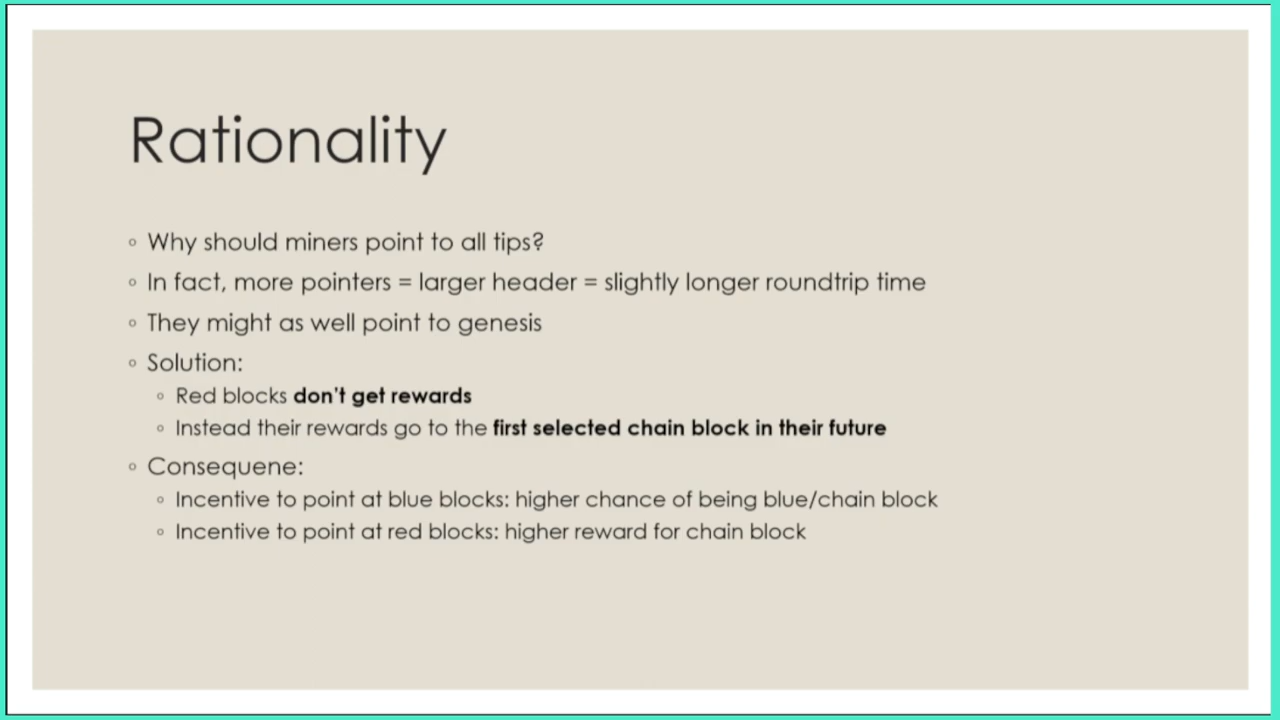 Rationality
◦ Why should miners point to all tips?
◦ In fact, more pointers = larger header = slightly longer roundtrip time
◦ They might as well point to genesis
◦ Solution:
◦ Red blocks don't get rewards
◦ Instead their rewards go to the first selected chain block in their future
◦ Consequene:
◦ Incentive to point at blue blocks: higher chance of being blue/chain block
◦ Incentive to point at red blocks: higher reward for chain block